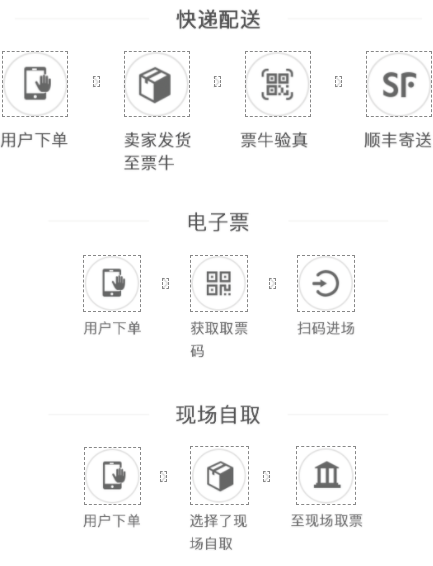 快递配送
SF
用户下单
卖家发货
至票牛
票牛验真
顺丰寄送
电子票
用户下单
获取取票
码
扫码进场
现场自取
用户下单
选择了现
场自取
至现场取票